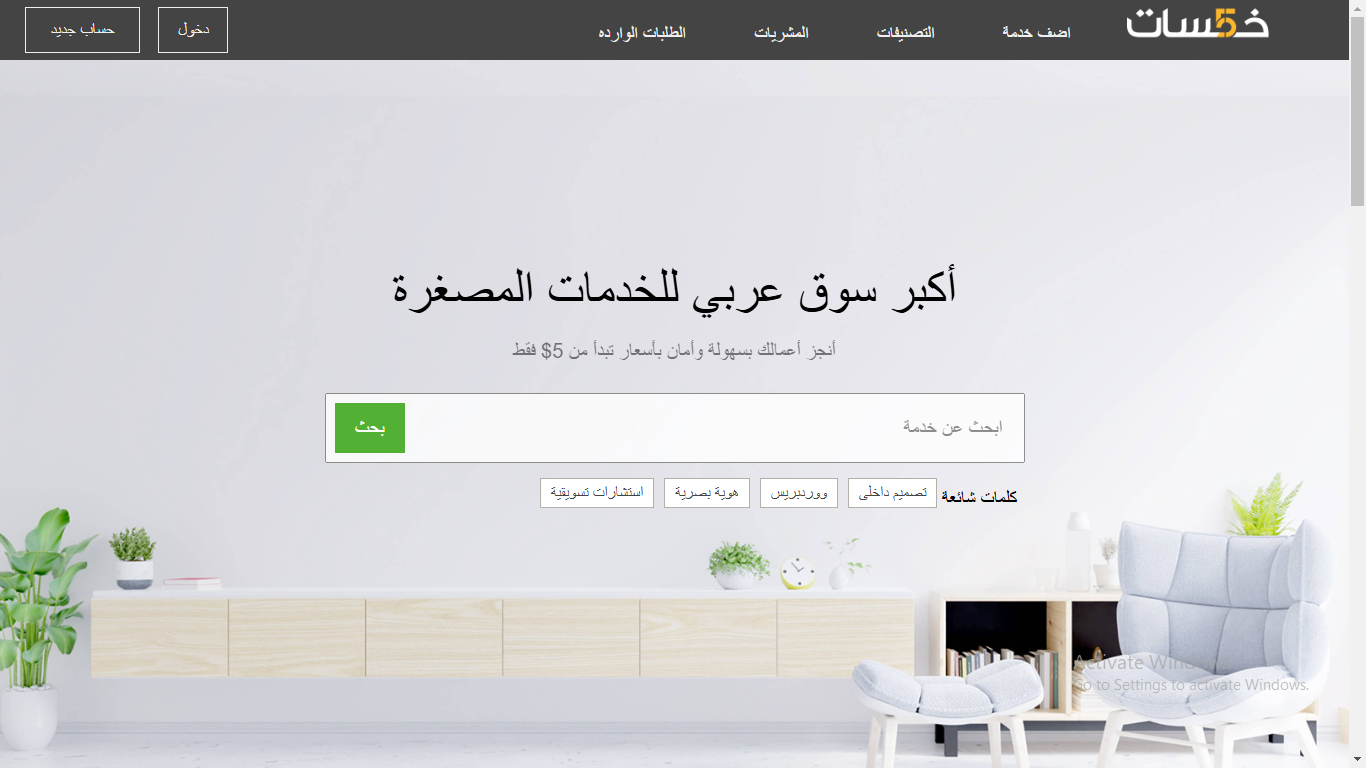 خمسات
اضف خدمة
التصنيفات
المشريات
الطلبات الوارده
دخول
حساب جديد
أكبر سوق عربي للخدمات المصغرة
أنجز أعمالك بسهولة وأمان بأسعار تبدأ من 5$ فقط
ابحث عن خدمة
بحث
كلمات شائعة
تصميم داخلى
ووردبريس
هوية بصرية
استشارات تسويقية
Activate Windows
Go to Settings to activate Windows.